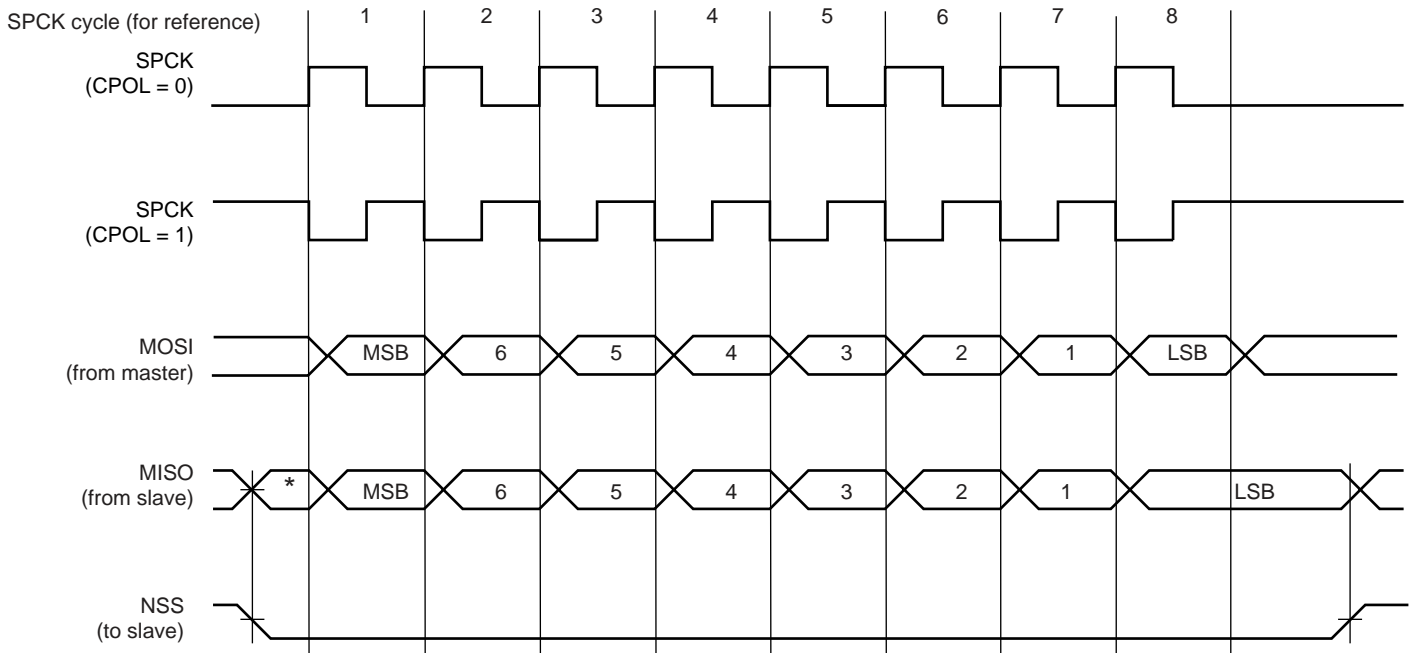 SPCK cycle (for reference) 1 2 3 4 5 6 7 8
SPCK
(CPOL = 0)
SPCK
(CPOL = 1)
MOSI
(from master)
MSB 6 5 4 3 2 1 LSB
MISO
(from slave)
* MSB 6 5 4 3 2 1 LSB
NSS
(to slave)